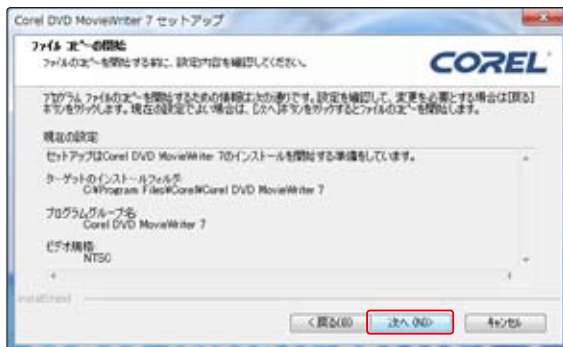 Corel DVD MovieWriter 7 セットアップ
ファイル コピーの開始
ファイルのコピーを開始する前に、設定内容を確認してください。
COREL
プログラム ファイルのコピーを開始するための情報は次の通りです。設定を確認して、変更を必要とする場合は[戻る]
ボタンをクリックします。現在の設定でよい場合は、[次へ]ボタンをクリックするとファイルのコピーを開始します。
現在の設定
セットアップはCorel DVD MovieWriter 7のインストールを開始する準備をしています。
ターゲットのインストールフォルダ
C:¥Program Files¥Corel¥Corel DVD MovieWriter 7
プログラムグループ名
Corel DVD MovieWriter 7
ビデオ規格
NTSC
InstallShield
< 戻る(B)
次へ (N)>
キャンセル